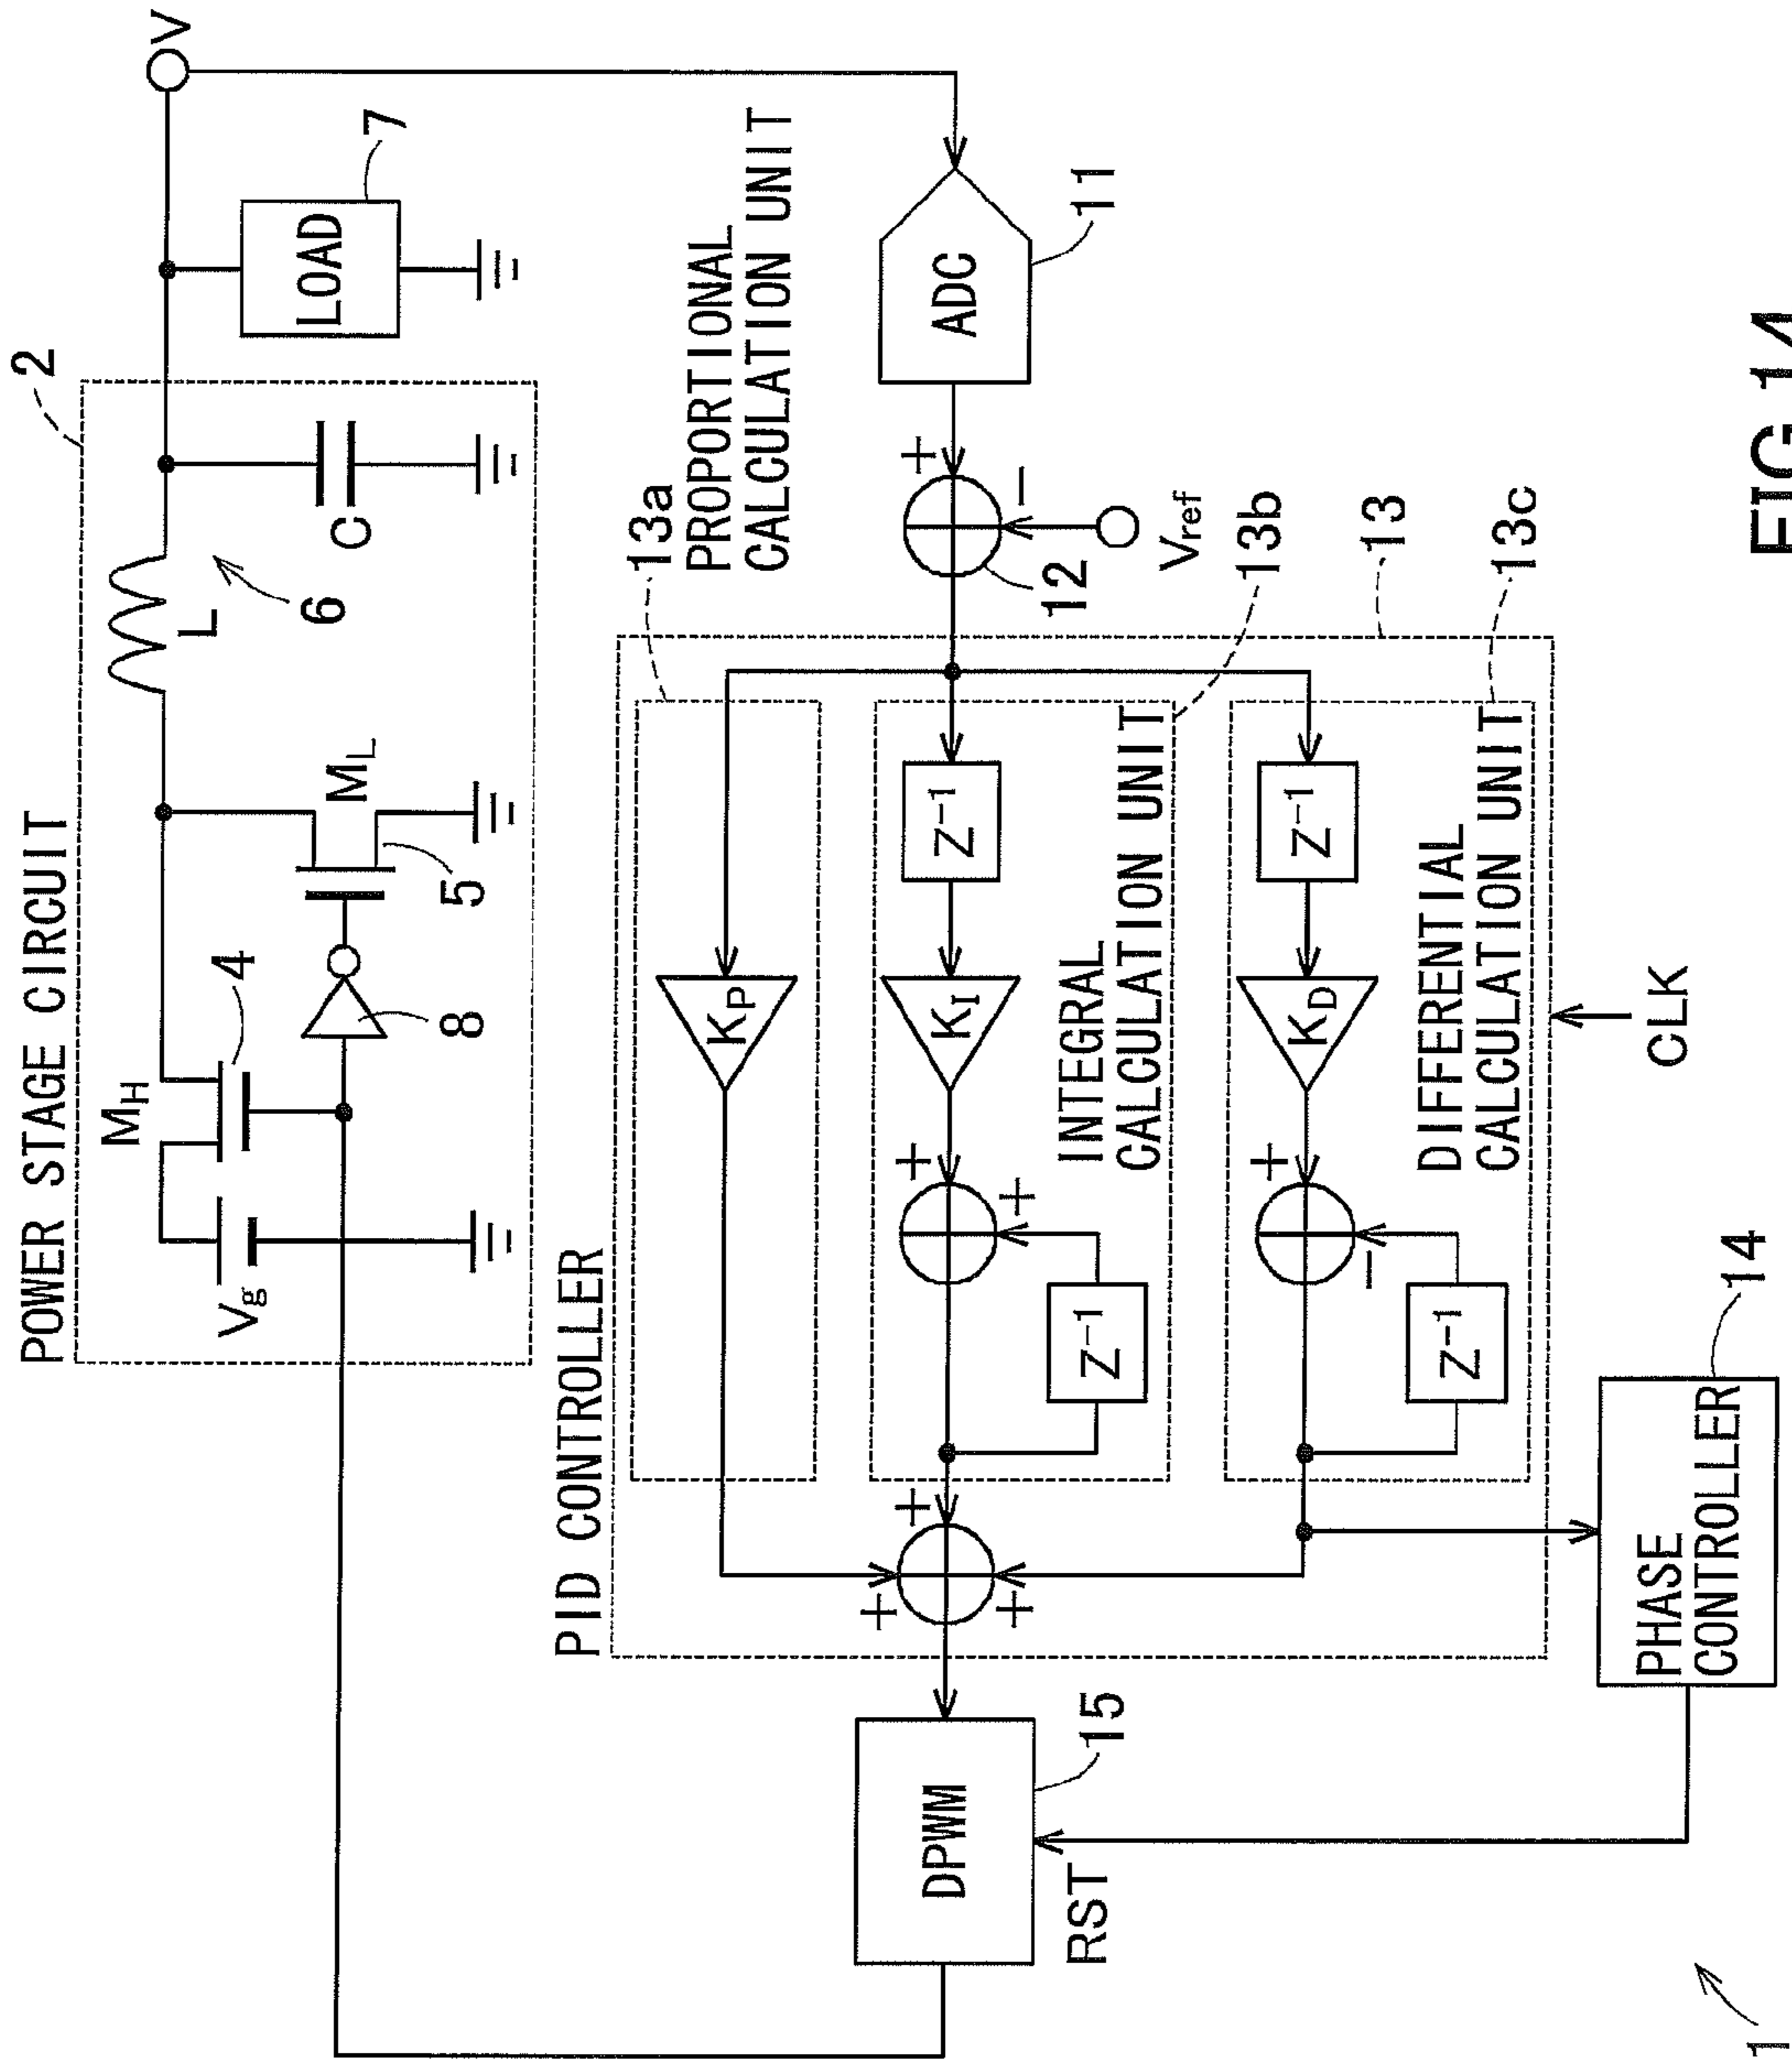 POWER STAGE CIRCUIT
2
V
M_H
4
V_g
8
5
M_L
L
6
C
LOAD
7
PID CONTROLLER
13a
PROPORTIONAL
CALCULATION UNIT
K_P
+
+
+
+
+
Z⁻¹
K_I
Z⁻¹
INTEGRAL
CALCULATION UNIT
13b
+
−
Z⁻¹
K_D
Z⁻¹
DIFFERENTIAL
CALCULATION UNIT
13c
13
+
−
12
V_ref
ADC
11
DPWM
15
RST
PHASE
CONTROLLER
14
CLK
1
FIG.14